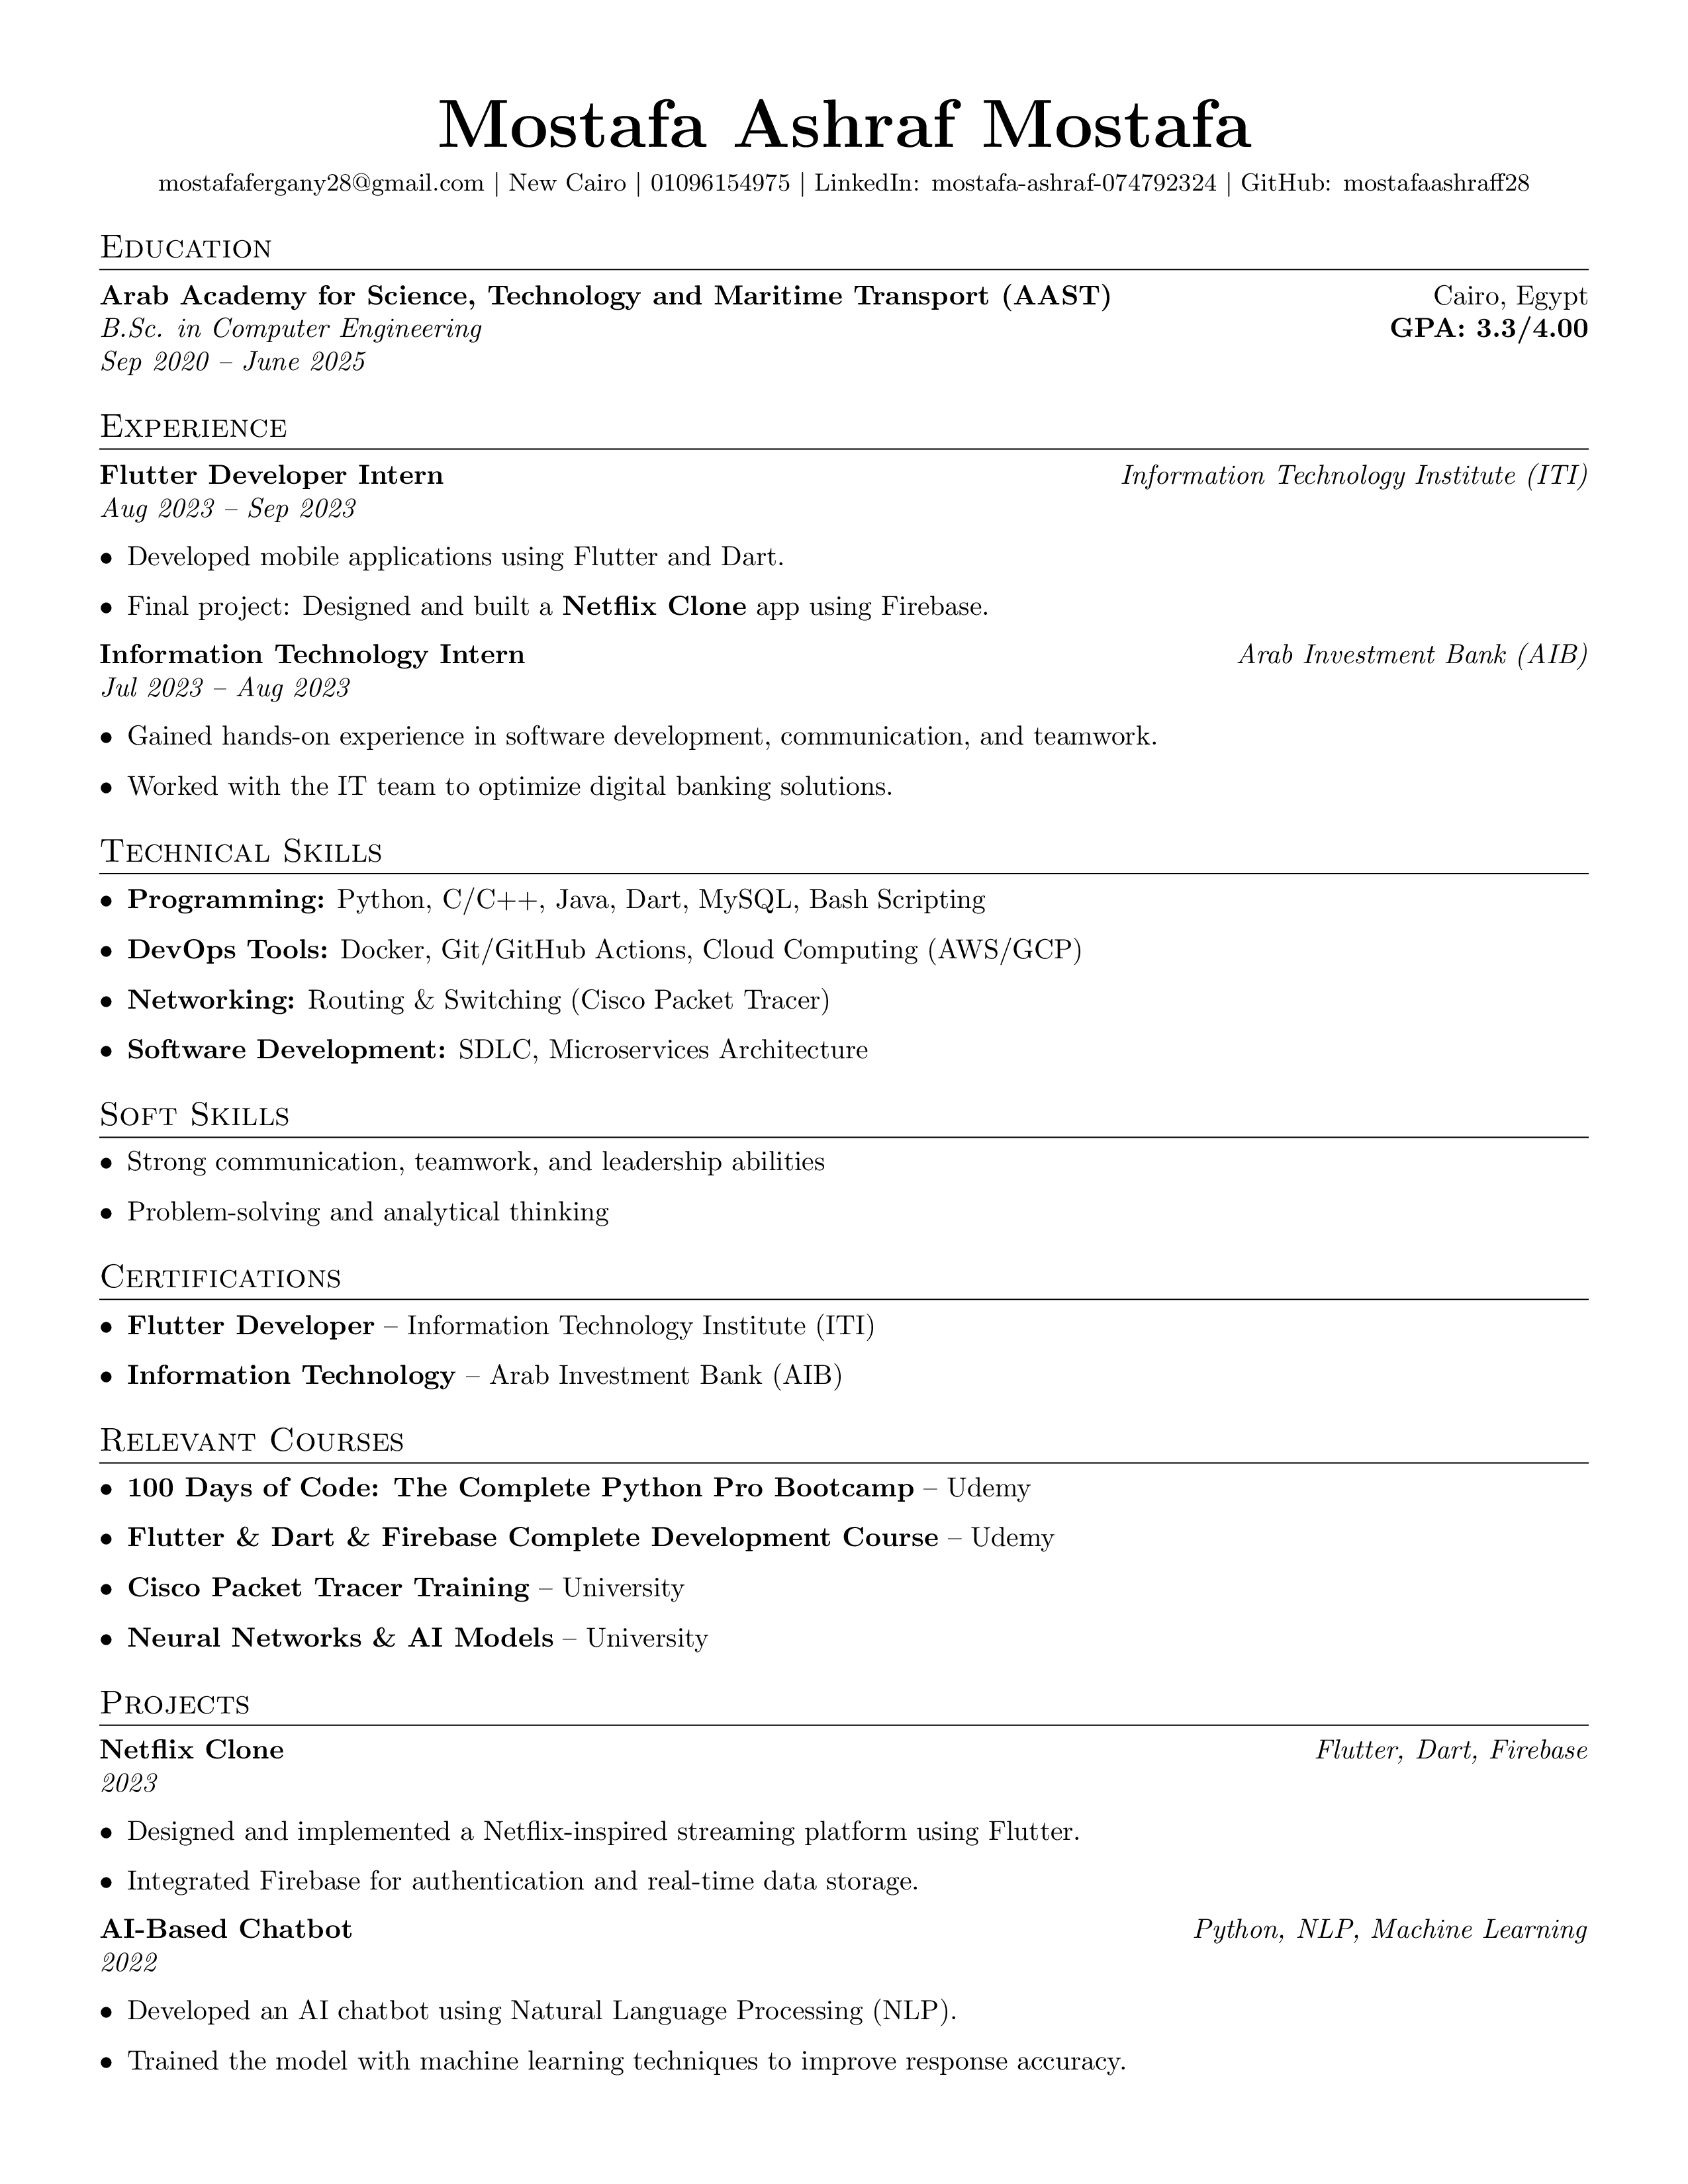 Mostafa Ashraf Mostafa
mostafafergany28@gmail.com | New Cairo | 01096154975 | LinkedIn: mostafa-ashraf-074792324 | GitHub: mostafaashraff28
Education
Arab Academy for Science, Technology and Maritime Transport (AAST) Cairo, Egypt
B.Sc. in Computer Engineering GPA: 3.3/4.00
Sep 2020 – June 2025
Experience
Flutter Developer Intern Information Technology Institute (ITI)
Aug 2023 – Sep 2023
• Developed mobile applications using Flutter and Dart.
• Final project: Designed and built a Netflix Clone app using Firebase.
Information Technology Intern Arab Investment Bank (AIB)
Jul 2023 – Aug 2023
• Gained hands-on experience in software development, communication, and teamwork.
• Worked with the IT team to optimize digital banking solutions.
Technical Skills
• Programming: Python, C/C++, Java, Dart, MySQL, Bash Scripting
• DevOps Tools: Docker, Git/GitHub Actions, Cloud Computing (AWS/GCP)
• Networking: Routing & Switching (Cisco Packet Tracer)
• Software Development: SDLC, Microservices Architecture
Soft Skills
• Strong communication, teamwork, and leadership abilities
• Problem-solving and analytical thinking
Certifications
• Flutter Developer – Information Technology Institute (ITI)
• Information Technology – Arab Investment Bank (AIB)
Relevant Courses
• 100 Days of Code: The Complete Python Pro Bootcamp – Udemy
• Flutter & Dart & Firebase Complete Development Course – Udemy
• Cisco Packet Tracer Training – University
• Neural Networks & AI Models – University
Projects
Netflix Clone Flutter, Dart, Firebase
2023
• Designed and implemented a Netflix-inspired streaming platform using Flutter.
• Integrated Firebase for authentication and real-time data storage.
AI-Based Chatbot Python, NLP, Machine Learning
2022
• Developed an AI chatbot using Natural Language Processing (NLP).
• Trained the model with machine learning techniques to improve response accuracy.